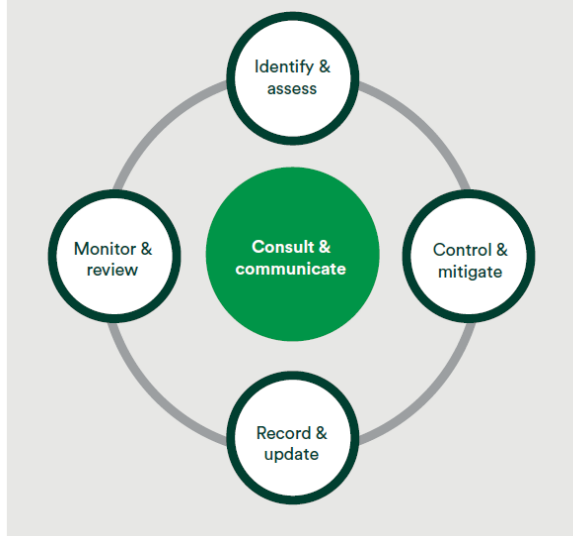 Identify &
assess
Monitor &
review
Consult &
communicate
Control &
mitigate
Record &
update